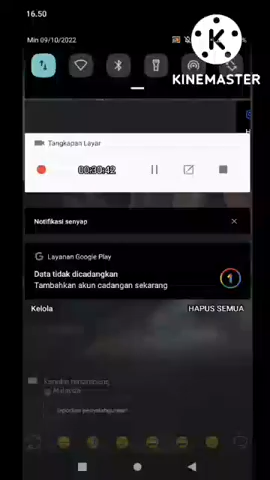 16.50
Min 09/10/2022
KINEMASTER
Tangkapan Layar
00:30:42
Notifikasi senyap
Layanan Google Play
Data tidak dicadangkan
Tambahkan akun cadangan sekarang
1
Kelola
HAPUS SEMUA